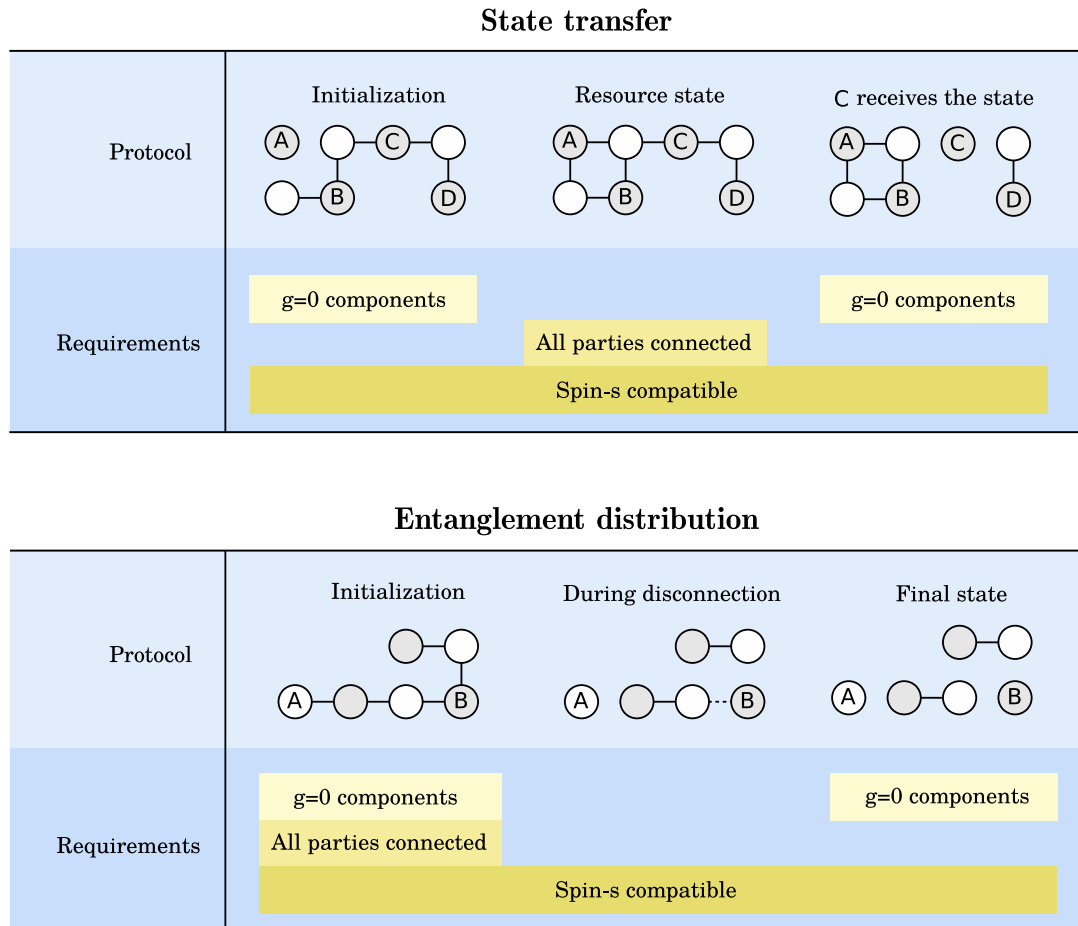 State transfer
Protocol
Initialization
Resource state
C receives the state
A
C
B
D
A
C
B
D
A
C
B
D
Requirements
g=0 components
g=0 components
All parties connected
Spin-s compatible
Entanglement distribution
Protocol
Initialization
During disconnection
Final state
A
B
A
B
A
B
Requirements
g=0 components
g=0 components
All parties connected
Spin-s compatible